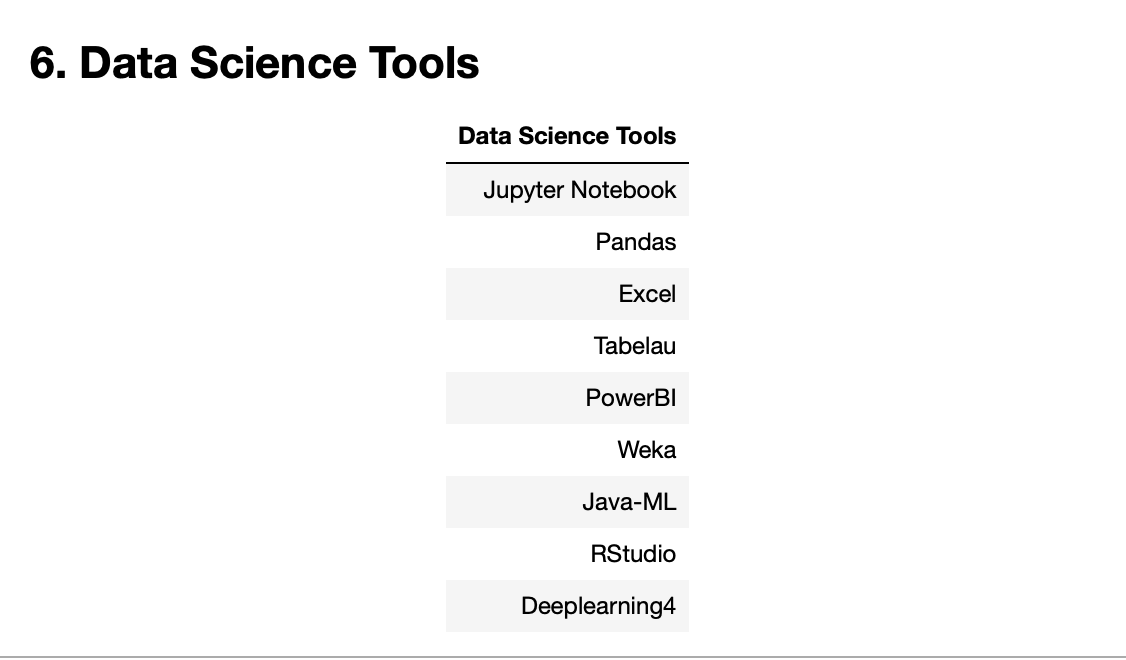 6. Data Science Tools
Data Science Tools
Jupyter Notebook
Pandas
Excel
Tabelau
PowerBI
Weka
Java-ML
RStudio
Deeplearning4